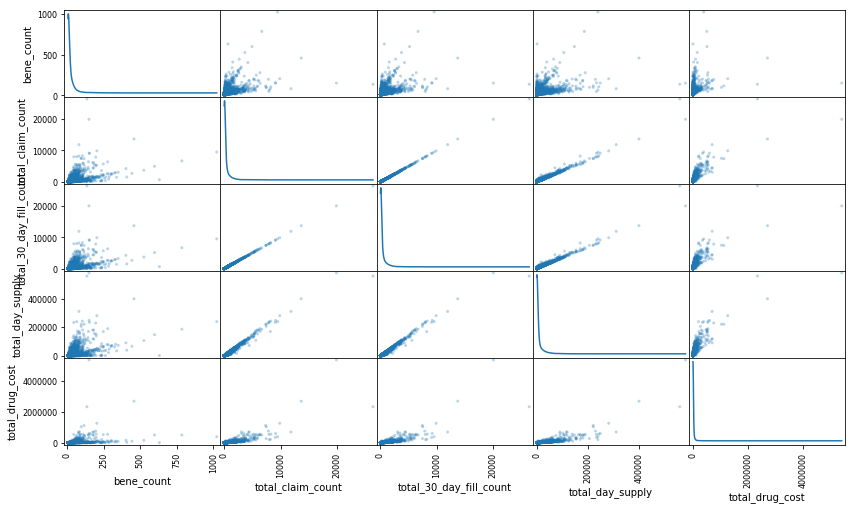 bene_count
1000
500
0
total_claim_count
20000
10000
0
total_30_day_fill_count
20000
10000
0
total_day_supply
400000
200000
0
total_drug_cost
4000000
2000000
0
0 250 500 750 1000 0 10000 20000 0 10000 20000 0 200000 400000 0 2000000 4000000
bene_count total_claim_count total_30_day_fill_count total_day_supply total_drug_cost